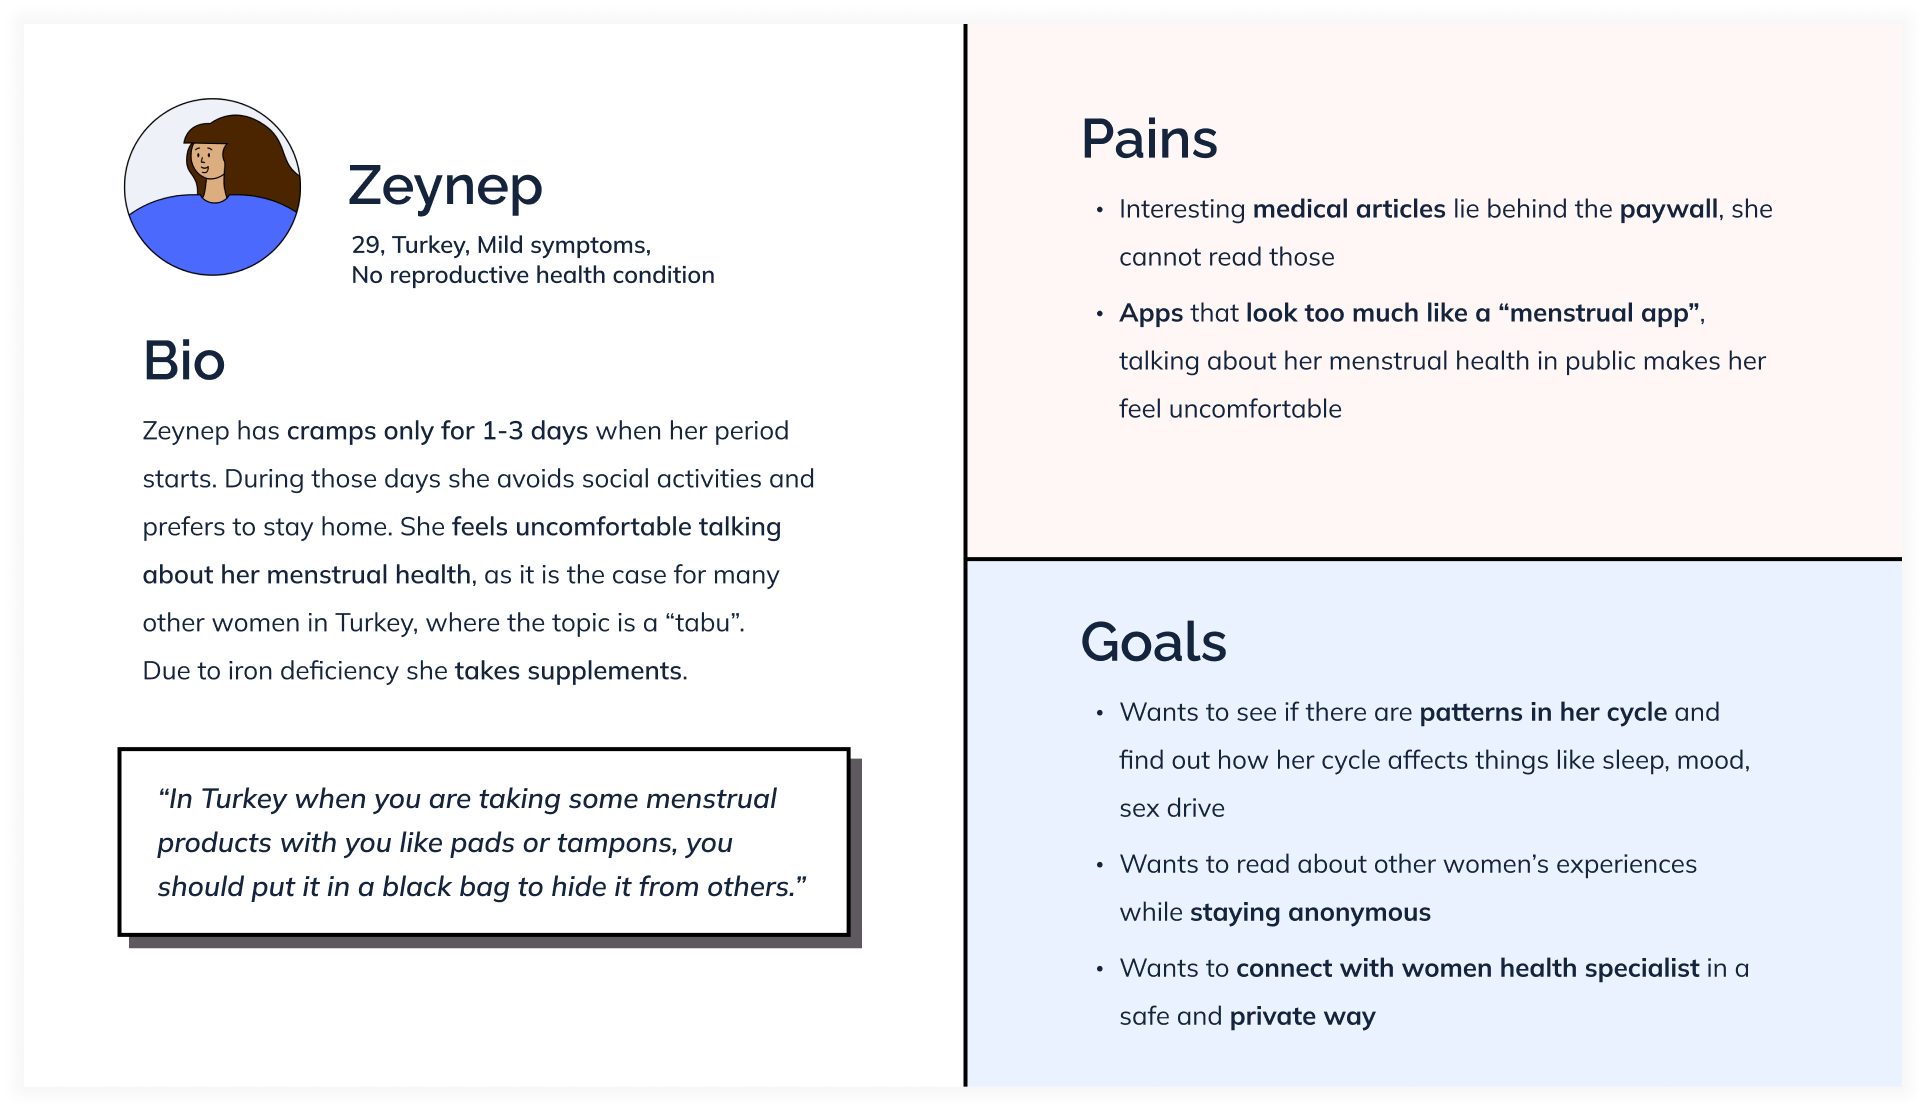 Zeynep
29, Turkey, Mild symptoms,
No reproductive health condition
Bio
Zeynep has cramps only for 1-3 days when her period
starts. During those days she avoids social activities and
prefers to stay home. She feels uncomfortable talking
about her menstrual health, as it is the case for many
other women in Turkey, where the topic is a “tabu”.
Due to iron deficiency she takes supplements.
“In Turkey when you are taking some menstrual
products with you like pads or tampons, you
should put it in a black bag to hide it from others.”
Pains
• Interesting medical articles lie behind the paywall, she
cannot read those
• Apps that look too much like a “menstrual app”,
talking about her menstrual health in public makes her
feel uncomfortable
Goals
• Wants to see if there are patterns in her cycle and
find out how her cycle affects things like sleep, mood,
sex drive
• Wants to read about other women’s experiences
while staying anonymous
• Wants to connect with women health specialist in a
safe and private way